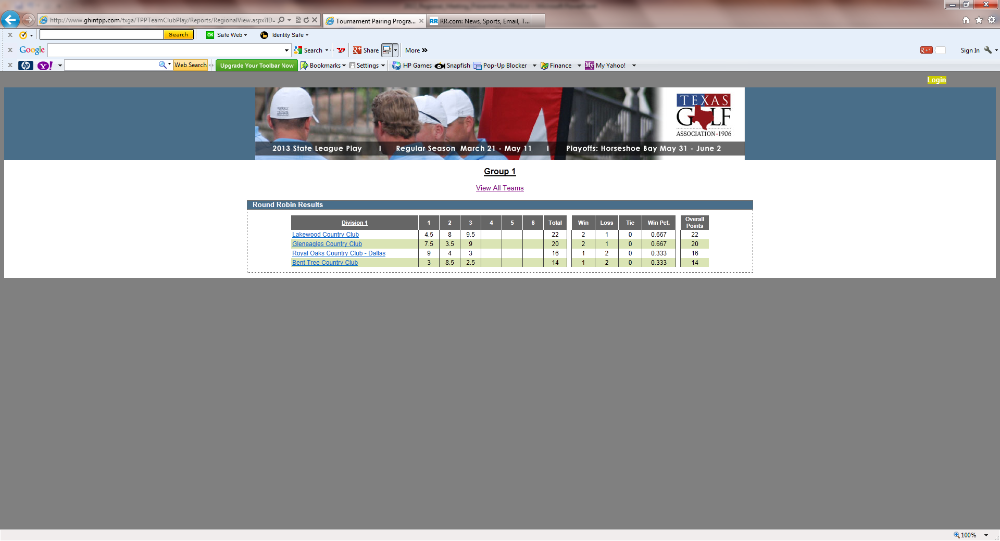 http://www.ghintpp.com/txga/TPPTeamClubPlay/Reports/RegionalView.aspx?ID=
Tournament Pairing Progra...
RR RR.com: News, Sports, Email, T...
Search
OK Safe Web
Identity Safe
Google
Search
Share
More »
g +1
Sign In
hp Y!
Web Search
Upgrade Your Toolbar Now
Bookmarks
Settings
HP Games
Snapfish
Pop-Up Blocker
Finance
My My Yahoo!
Login
TEXAS
GOLF
ASSOCIATION•1906
2013 State League Play I Regular Season March 21 - May 11 I Playoffs: Horseshoe Bay May 31 - June 2
Group 1
View All Teams
Round Robin Results
Division 1 1 2 3 4 5 6 Total Win Loss Tie Win Pct. Overall Points
Lakewood Country Club 4.5 8 9.5 22 2 1 0 0.667 22
Gleneagles Country Club 7.5 3.5 9 20 2 1 0 0.667 20
Royal Oaks Country Club - Dallas 9 4 3 16 1 2 0 0.333 16
Bent Tree Country Club 3 8.5 2.5 14 1 2 0 0.333 14
100%